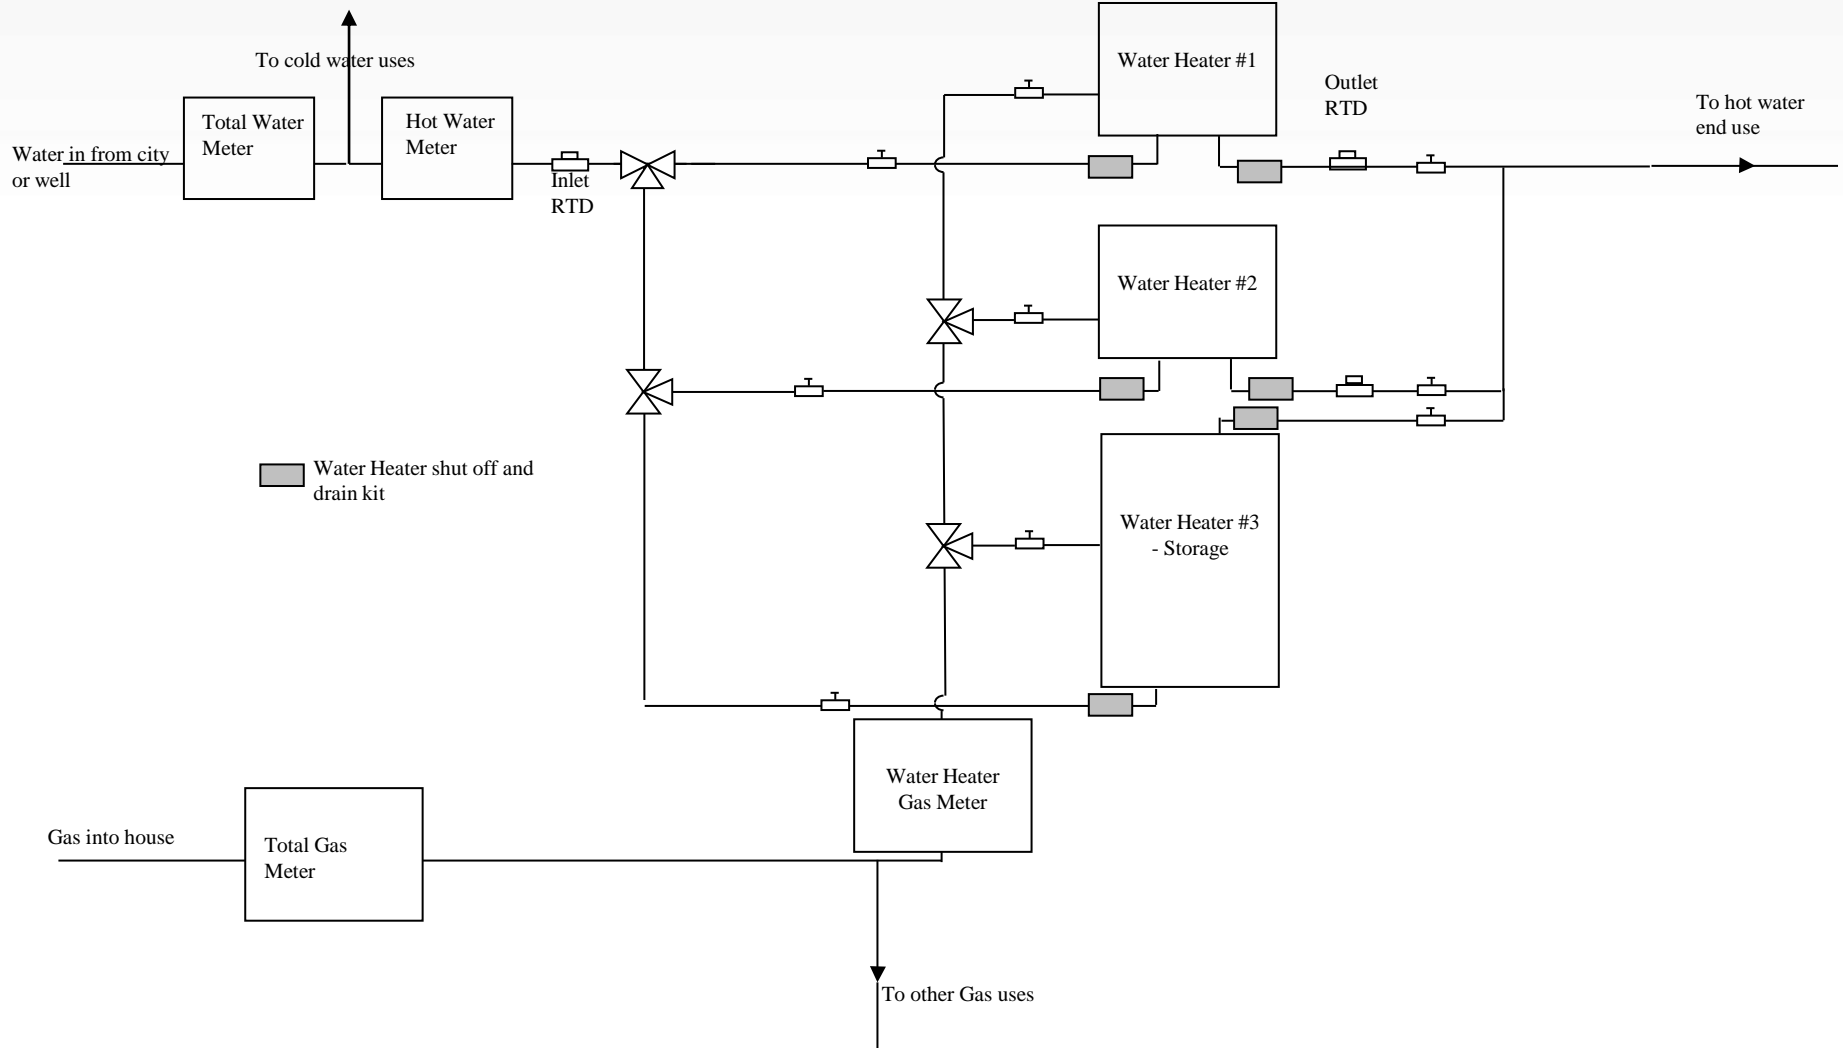 To cold water uses
Water Heater #1
Outlet
RTD
To hot water
end use
Total Water
Meter
Hot Water
Meter
Water in from city
or well
Inlet
RTD
Water Heater #2
Water Heater shut off and
drain kit
Water Heater #3
- Storage
Water Heater
Gas Meter
Gas into house
Total Gas
Meter
To other Gas uses